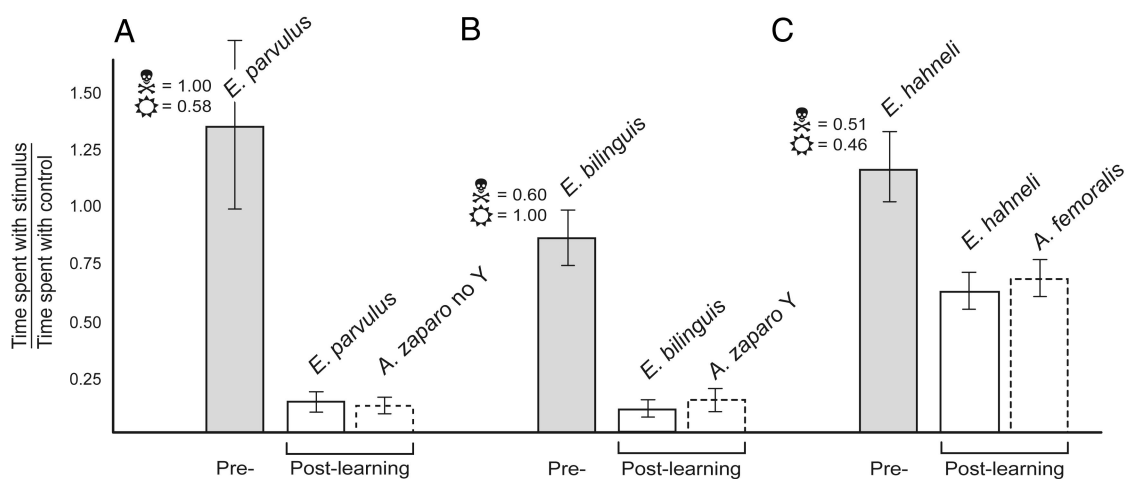 A
B
C
E. parvulus
= 1.00
= 0.58
E. bilinguis
= 0.60
= 1.00
E. hahneli
= 0.51
= 0.46
1.50
1.25
1.00
0.75
0.50
0.25
Time spent with stimulus
Time spent with control
E. parvulus
A. zaparo no Y
E. bilinguis
A. zaparo Y
E. hahneli
A. femoralis
Pre-
Post-learning
Pre-
Post-learning
Pre-
Post-learning